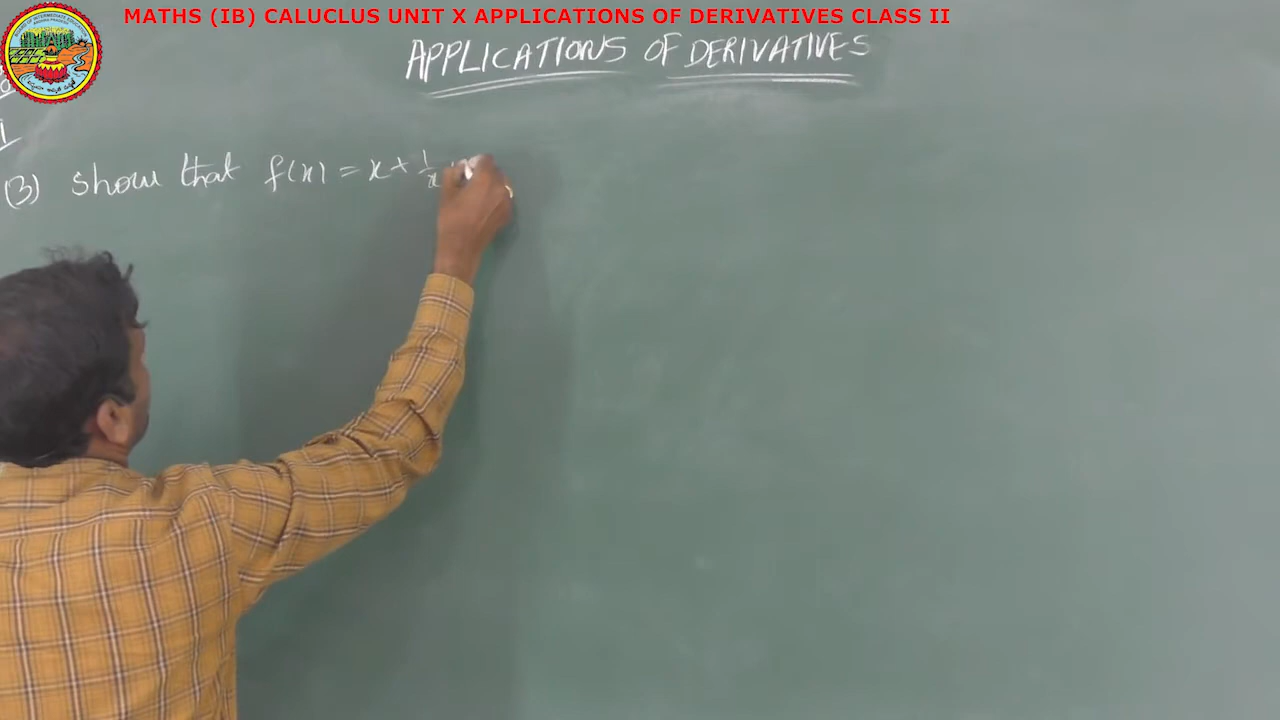 MATHS (IB) CALUCLUS UNIT X APPLICATIONS OF DERIVATIVES CLASS II
APPLICATIONS OF DERIVATIVES
(3) Show that f(x) = x + 1/x